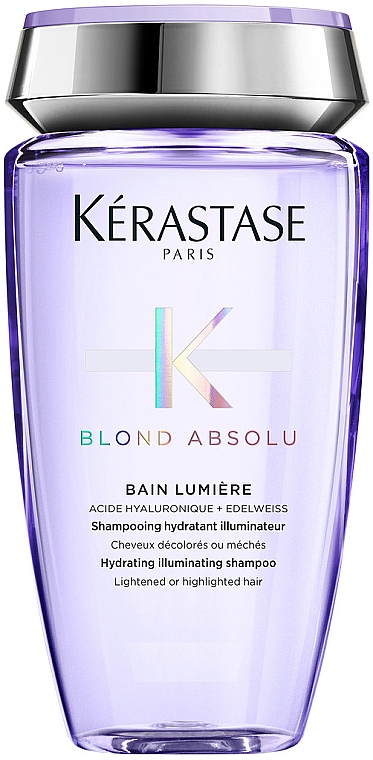 KÉRASTASE
PARIS
K
BLOND ABSOLU
BAIN LUMIÈRE
ACIDE HYALURONIQUE + EDELWEISS
Shampooing hydratant illuminateur
Cheveux décolorés ou méchés
Hydrating illuminating shampoo
Lightened or highlighted hair